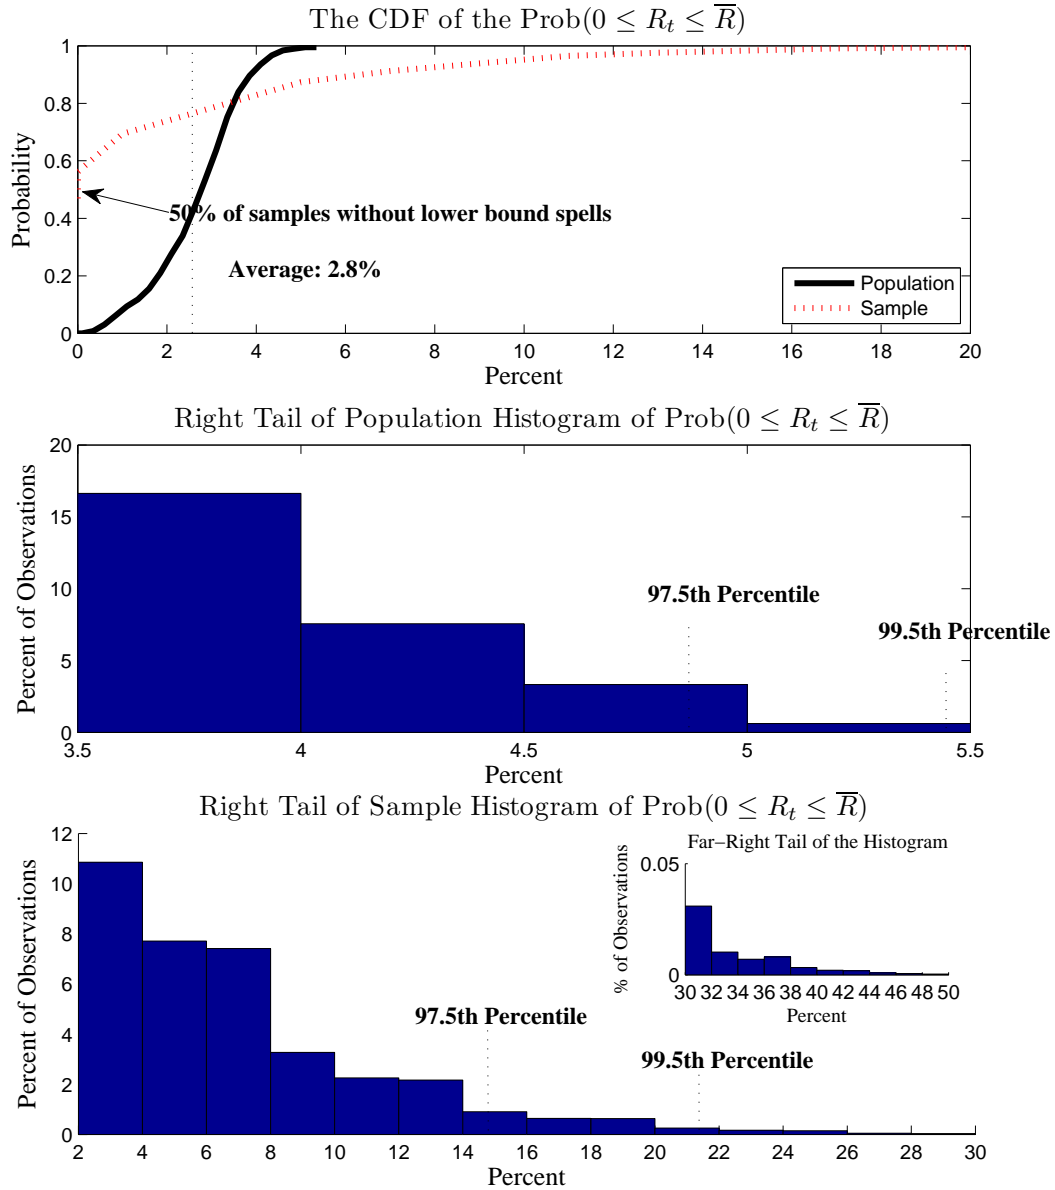 The CDF of the Prob(0 ≤ R_t ≤ R̅)
Probability
1
0.8
0.6
0.4
0.2
0
50% of samples without lower bound spells
Average: 2.8%
Population
Sample
0 2 4 6 8 10 12 14 16 18 20
Percent
Right Tail of Population Histogram of Prob(0 ≤ R_t ≤ R̅)
Percent of Observations
20
15
10
5
0
97.5th Percentile
99.5th Percentile
3.5 4 4.5 5 5.5
Percent
Right Tail of Sample Histogram of Prob(0 ≤ R_t ≤ R̅)
Percent of Observations
12
10
8
6
4
2
0
Far−Right Tail of the Histogram
% of Observations
0.05
0
30 32 34 36 38 40 42 44 46 48 50
Percent
97.5th Percentile
99.5th Percentile
2 4 6 8 10 12 14 16 18 20 22 24 26 28 30
Percent